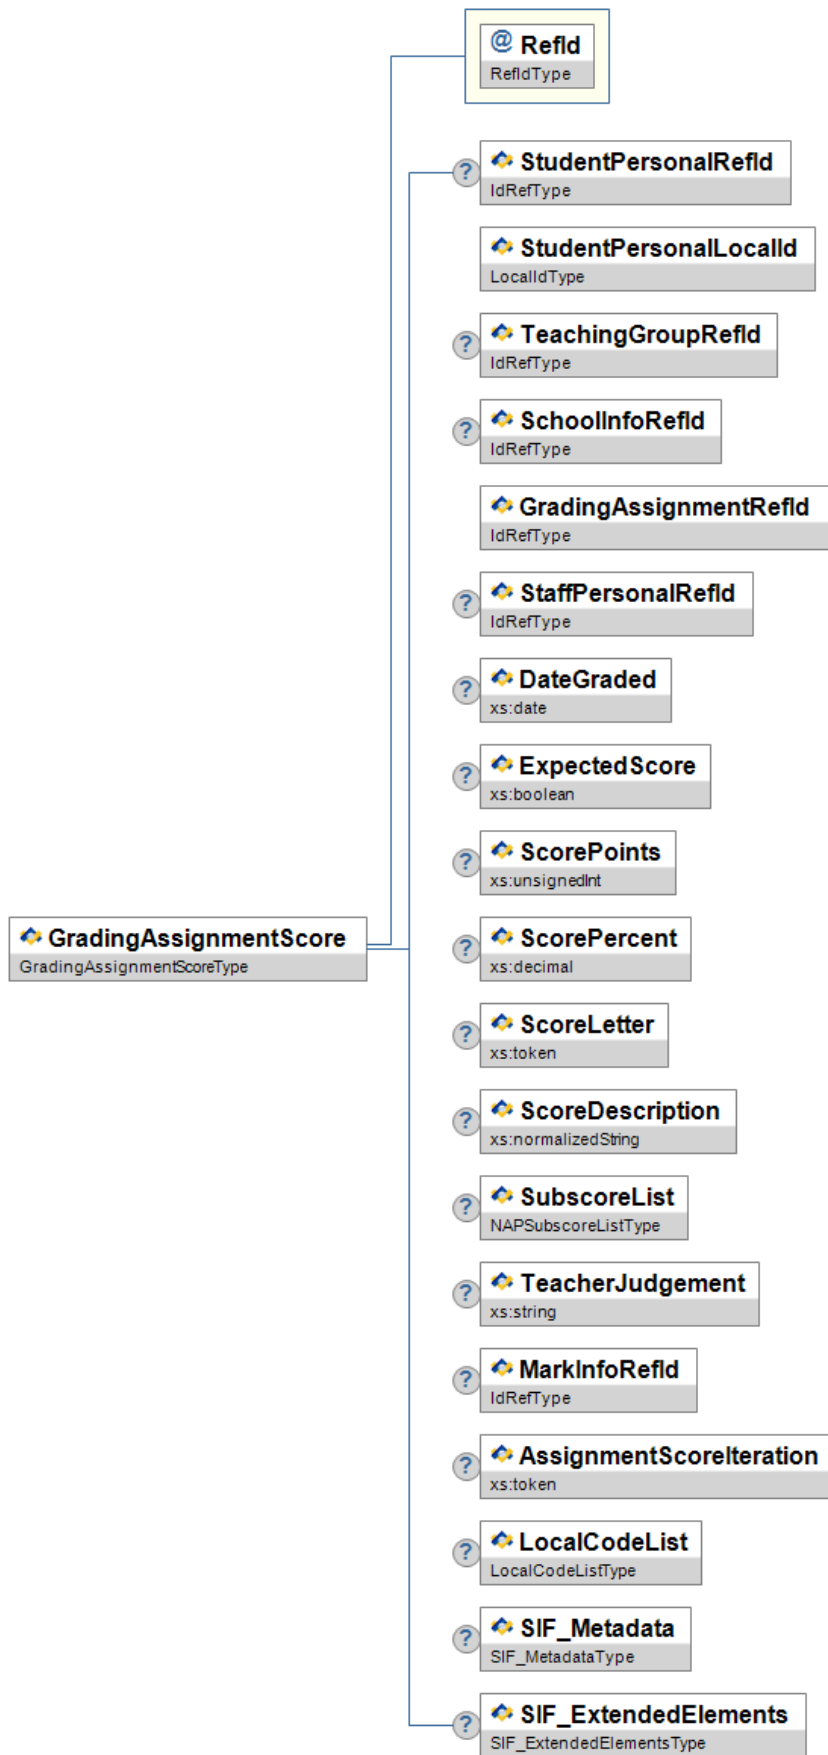 @ RefId
RefIdType
? StudentPersonalRefId
IdRefType
StudentPersonalLocalId
LocalIdType
? TeachingGroupRefId
IdRefType
? SchoolInfoRefId
IdRefType
GradingAssignmentRefId
IdRefType
? StaffPersonalRefId
IdRefType
? DateGraded
xs:date
? ExpectedScore
xs:boolean
? ScorePoints
xs:unsignedInt
GradingAssignmentScore
GradingAssignmentScoreType
? ScorePercent
xs:decimal
? ScoreLetter
xs:token
? ScoreDescription
xs:normalizedString
? SubscoreList
NAPSubscoreListType
? TeacherJudgement
xs:string
? MarkInfoRefId
IdRefType
? AssignmentScoreIteration
xs:token
? LocalCodeList
LocalCodeListType
? SIF_Metadata
SIF_MetadataType
? SIF_ExtendedElements
SIF_ExtendedElementsType